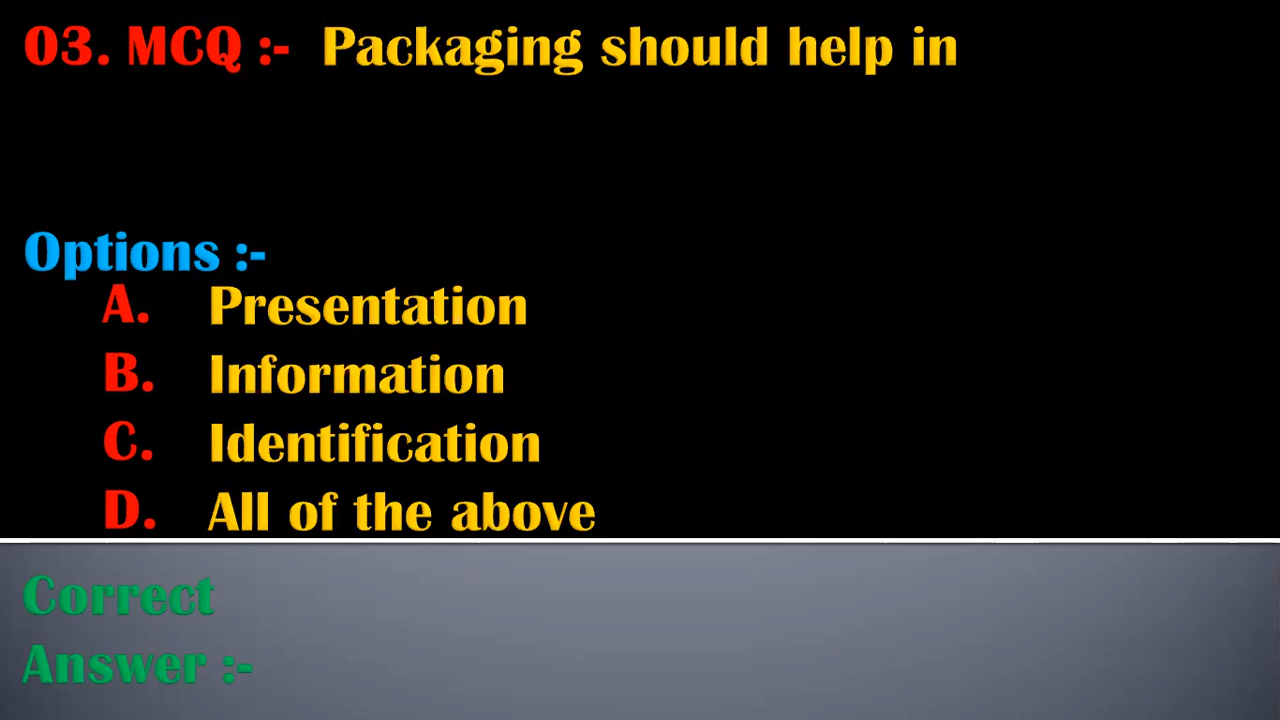 03. MCQ :- Packaging should help in
Options :-
A. Presentation
B. Information
C. Identification
D. All of the above
Correct
Answer :-